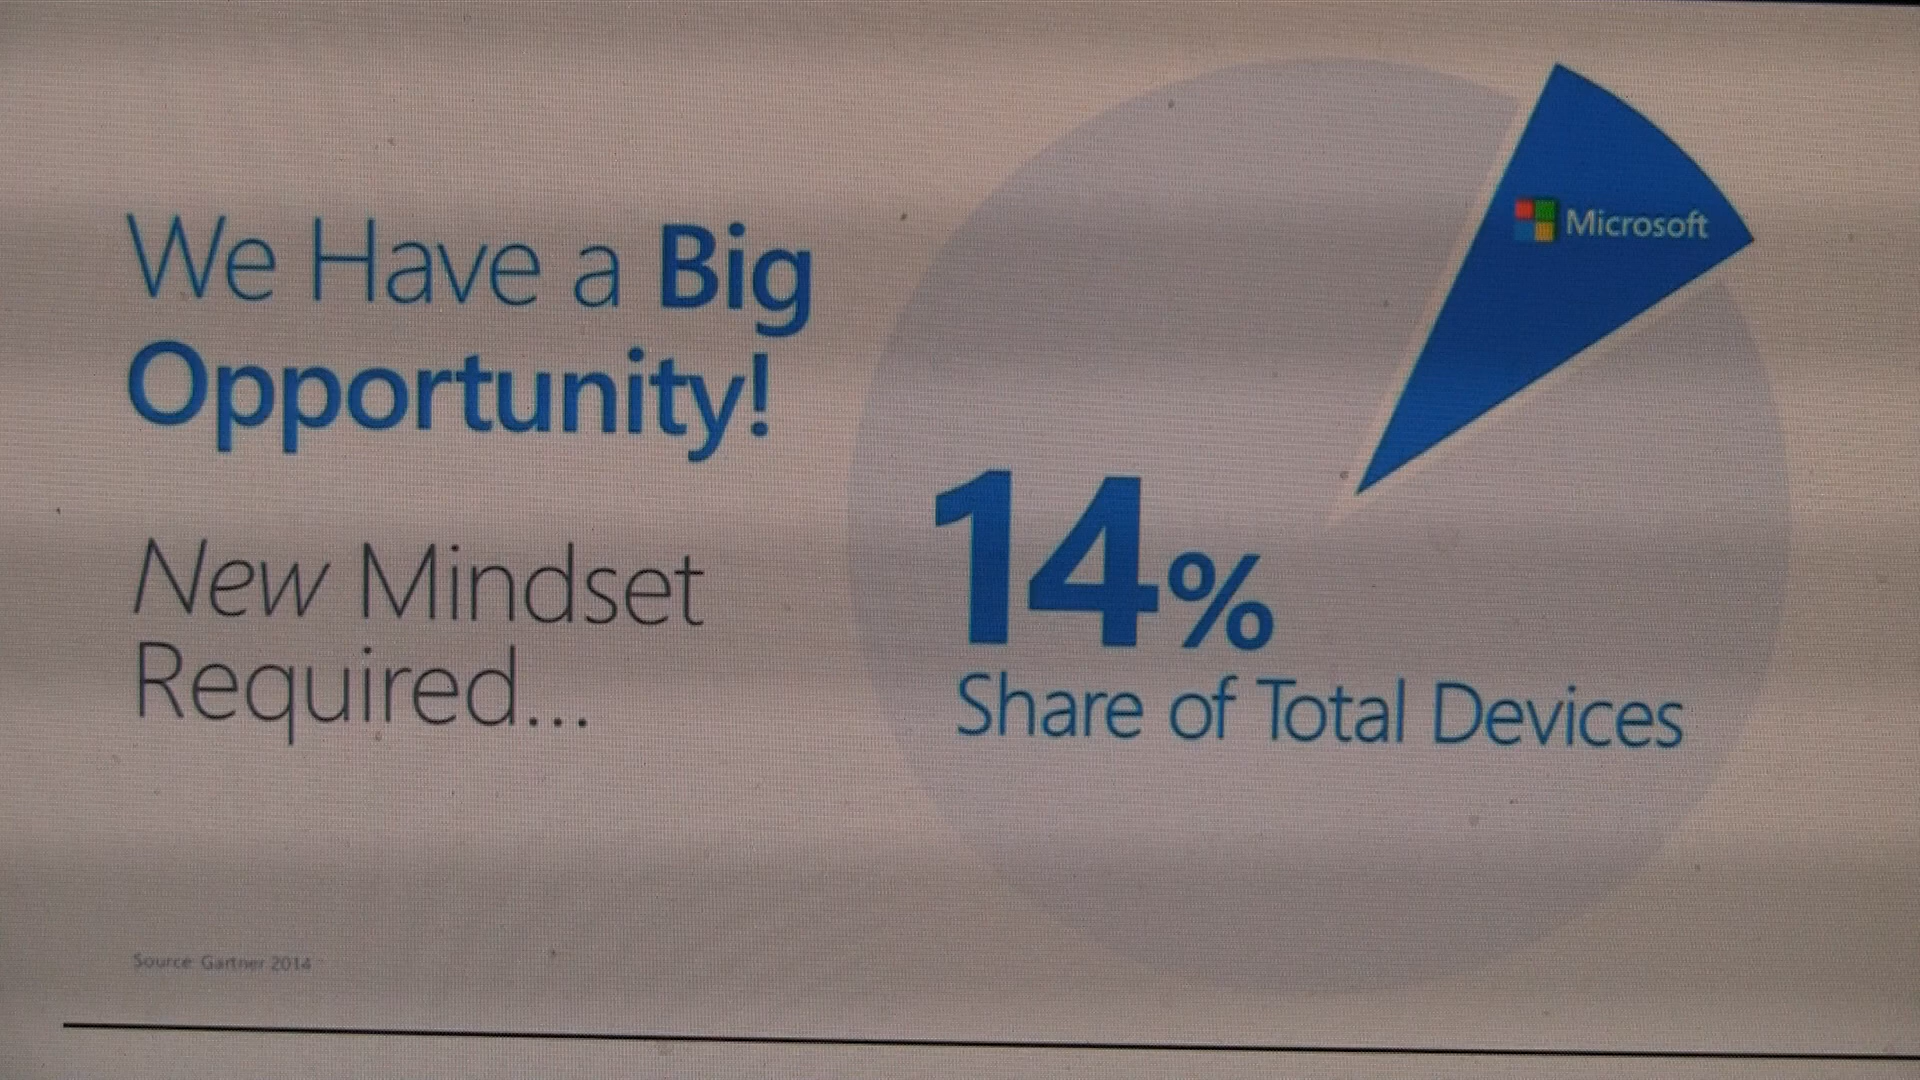 We Have a Big
Opportunity!
New Mindset
Required...
Microsoft
14%
Share of Total Devices
Source: Gartner 2014